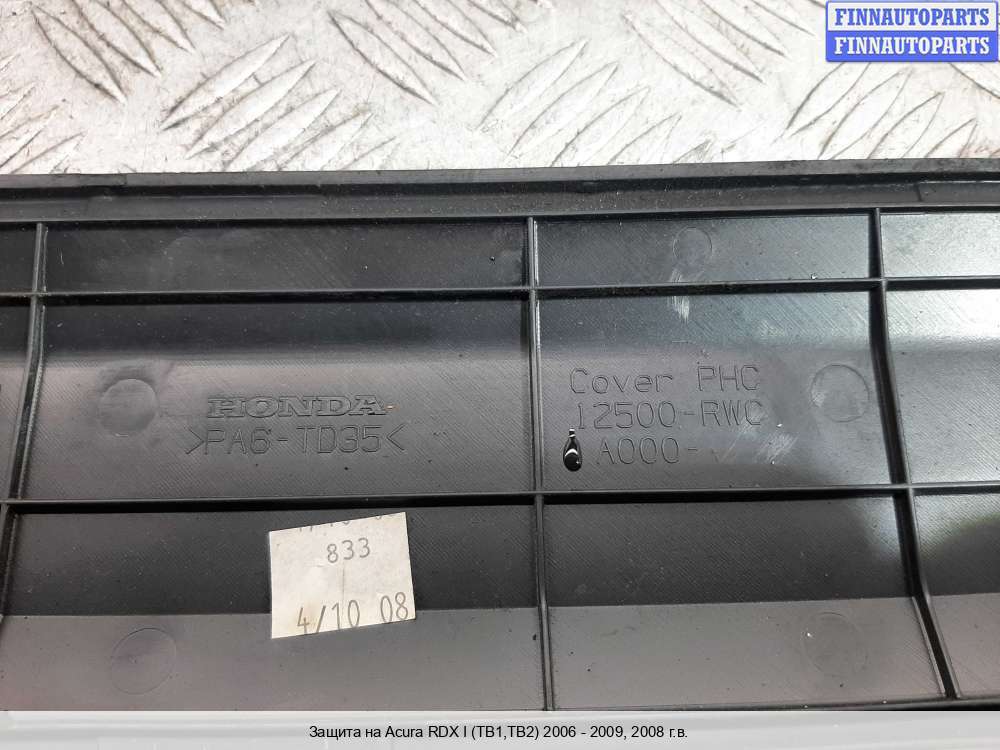 FINNAUTOPARTS
FINNAUTOPARTS
HONDA
>PA6-TD35<
Cover PHC
12500-RWC
A000-
833
4/10 08
Защита на Acura RDX I (TB1,TB2) 2006 - 2009, 2008 г.в.